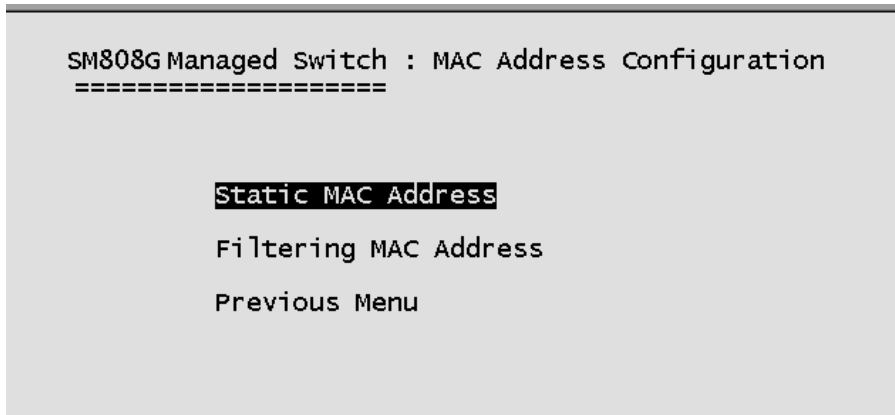 SM808G Managed Switch : MAC Address Configuration
====================
Static MAC Address
Filtering MAC Address
Previous Menu